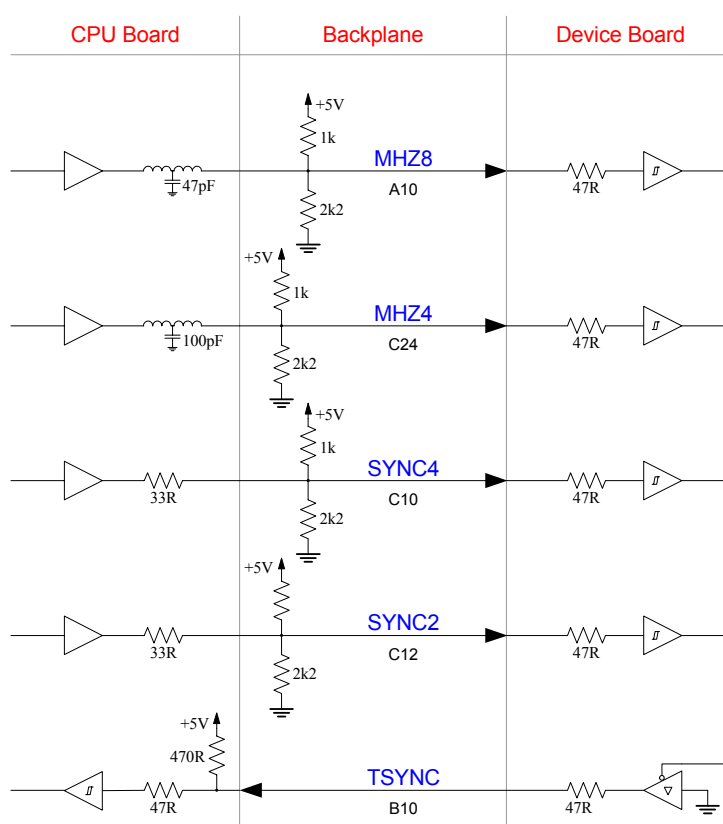 CPU Board Backplane Device Board
+5V
1k
MHZ8
47pF
A10
47R
2k2
+5V
1k
MHZ4
100pF
C24
47R
2k2
+5V
1k
SYNC4
33R
C10
47R
2k2
+5V
SYNC2
33R
C12
47R
2k2
+5V
470R
TSYNC
47R
B10
47R